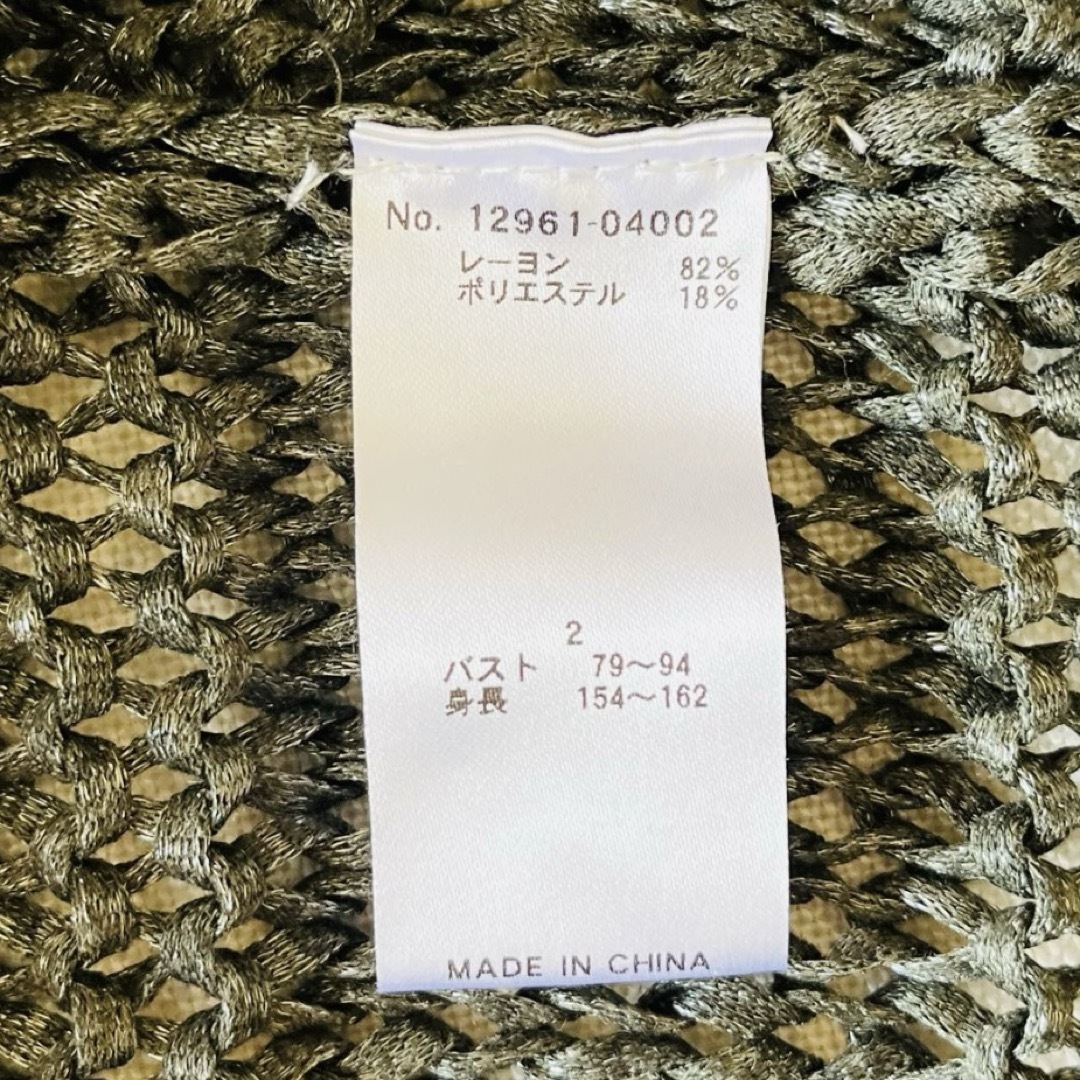 No. 12961-04002
レーヨン 82%
ポリエステル 18%
2
バスト 79〜94
身長 154〜162
MADE IN CHINA